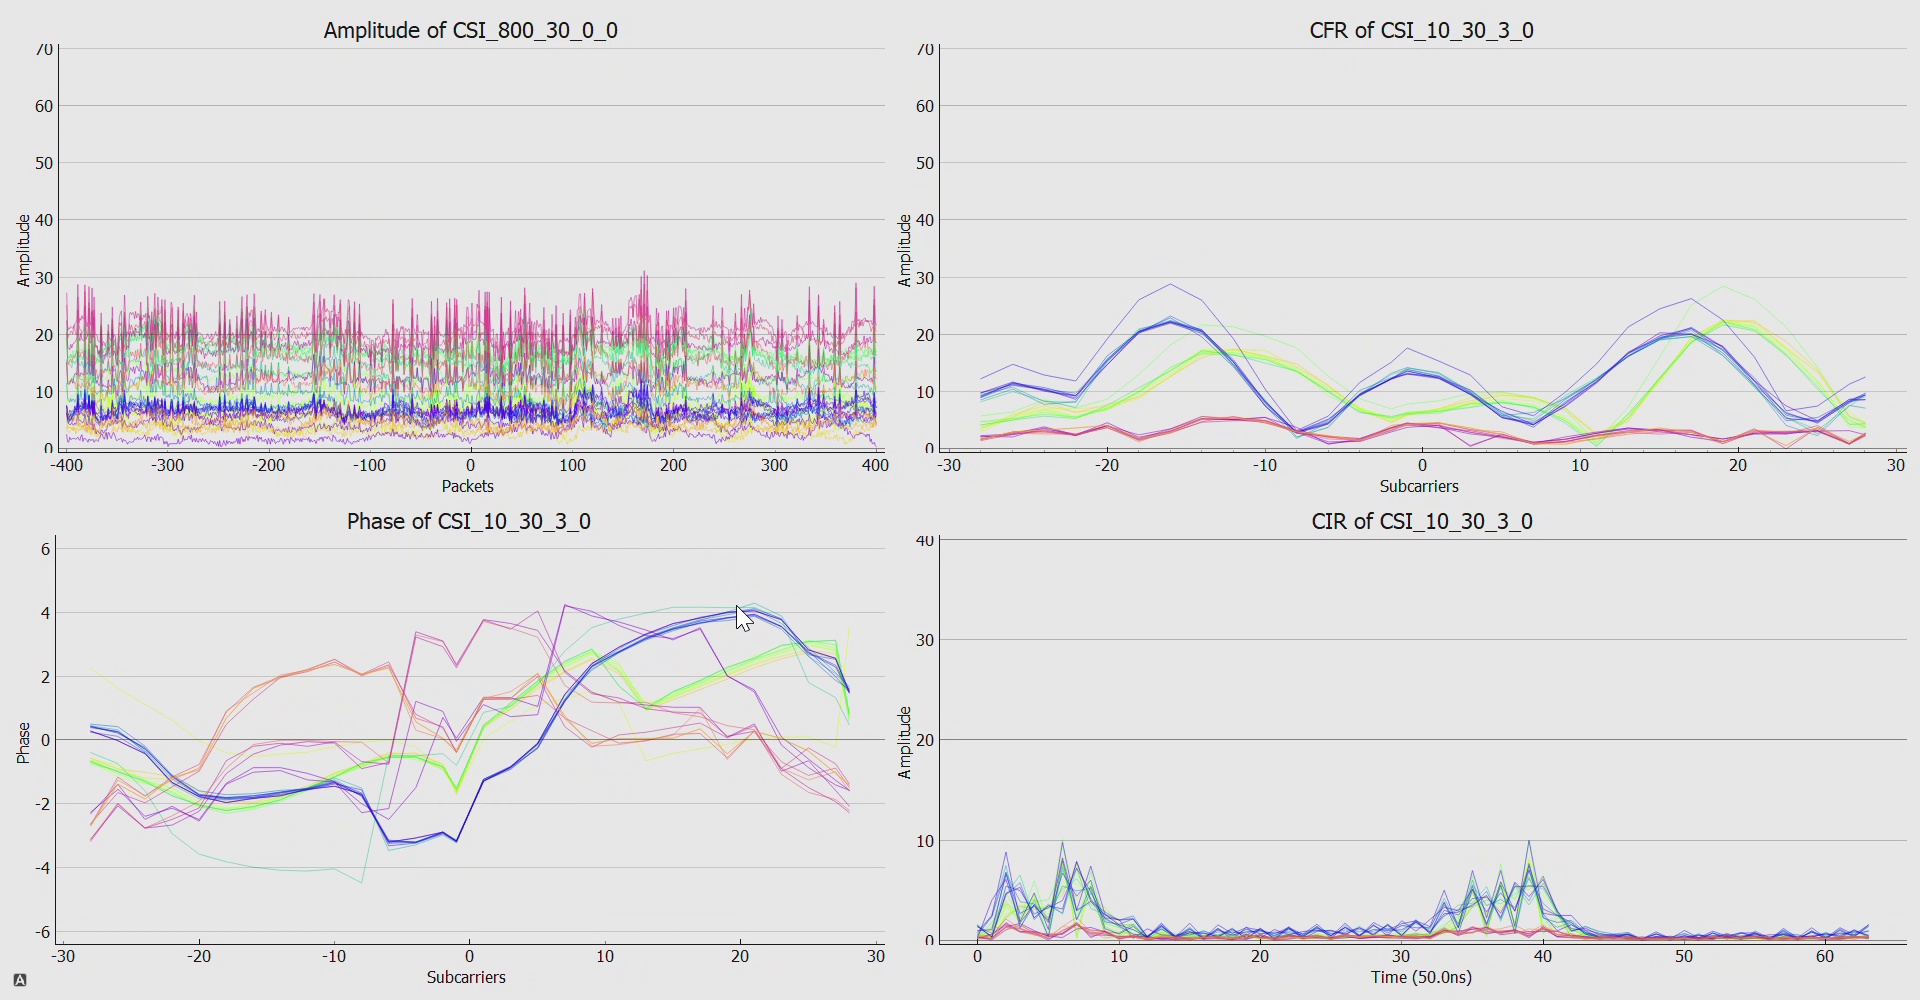 Amplitude of CSI_800_30_0_0
70
60
50
40
30
20
10
0
Amplitude
-400 -300 -200 -100 0 100 200 300 400
Packets
CFR of CSI_10_30_3_0
70
60
50
40
30
20
10
0
Amplitude
-30 -20 -10 0 10 20 30
Subcarriers
Phase of CSI_10_30_3_0
6
4
2
0
-2
-4
-6
Phase
-30 -20 -10 0 10 20 30
Subcarriers
A
CIR of CSI_10_30_3_0
40
30
20
10
0
Amplitude
0 10 20 30 40 50 60
Time (50.0ns)